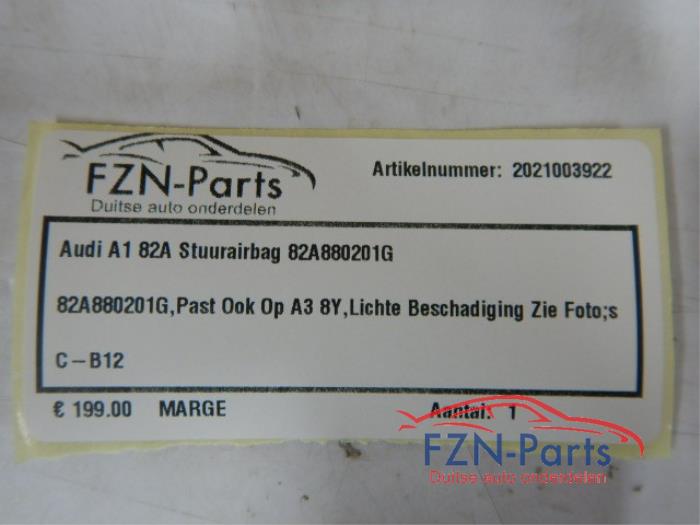 FZN-Parts
Duitse auto onderdelen
Artikelnummer: 2021003922
Audi A1 82A Stuurairbag 82A880201G
82A880201G,Past Ook Op A3 8Y,Lichte Beschadiging Zie Foto;s
C-B12
€ 199.00 MARGE Aantal: 1
FZN-Parts
Duitse auto onderdelen